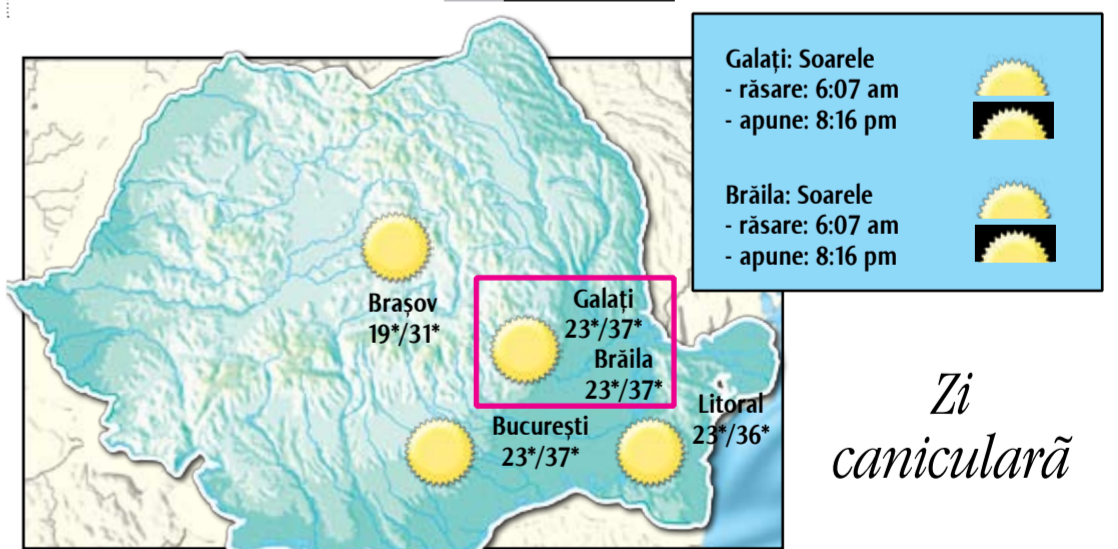 Galați: Soarele
- răsare: 6:07 am
- apune: 8:16 pm
Brăila: Soarele
- răsare: 6:07 am
- apune: 8:16 pm
Brașov
19*/31*
Galați
23*/37*
Brăila
23*/37*
Litoral
23*/36*
București
23*/37*
Zi
caniculară